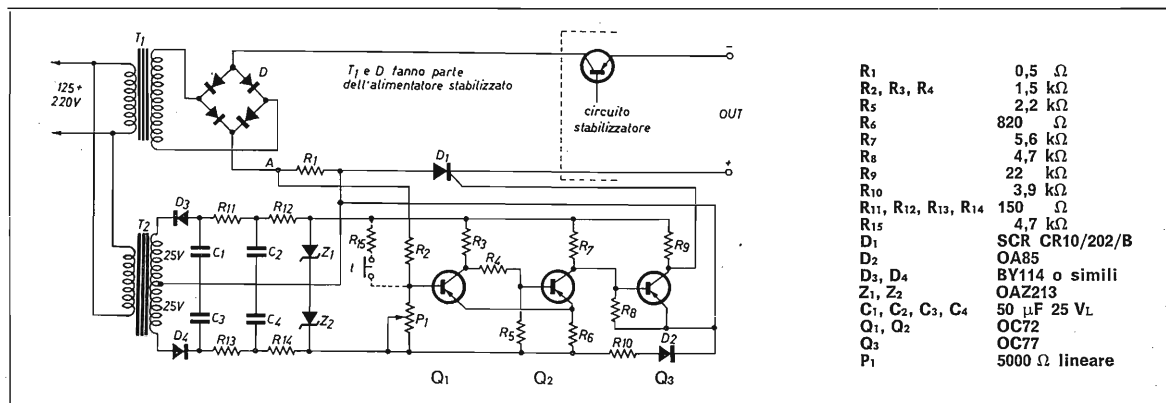 T1
D
125÷
220V
T1 e D fanno parte
dell'alimentatore stabilizzato
circuito
stabilizzatore
−
OUT
+
A
R1
D1
T2
D3
R11
R12
25V
C1
C2
Z1
R15
t
R2
R3
R4
R7
R9
25V
C3
C4
Z2
P1
R5
R6
R8
D4
R13
R14
R10
D2
Q1
Q2
Q3
R1 0,5 Ω
R2, R3, R4 1,5 kΩ
R5 2,2 kΩ
R6 820 Ω
R7 5,6 kΩ
R8 4,7 kΩ
R9 22 kΩ
R10 3,9 kΩ
R11, R12, R13, R14 150 Ω
R15 4,7 kΩ
D1 SCR CR10/202/B
D2 OA85
D3, D4 BY114 o simili
Z1, Z2 OAZ213
C1, C2, C3, C4 50 μF 25 VL
Q1, Q2 OC72
Q3 OC77
P1 5000 Ω lineare